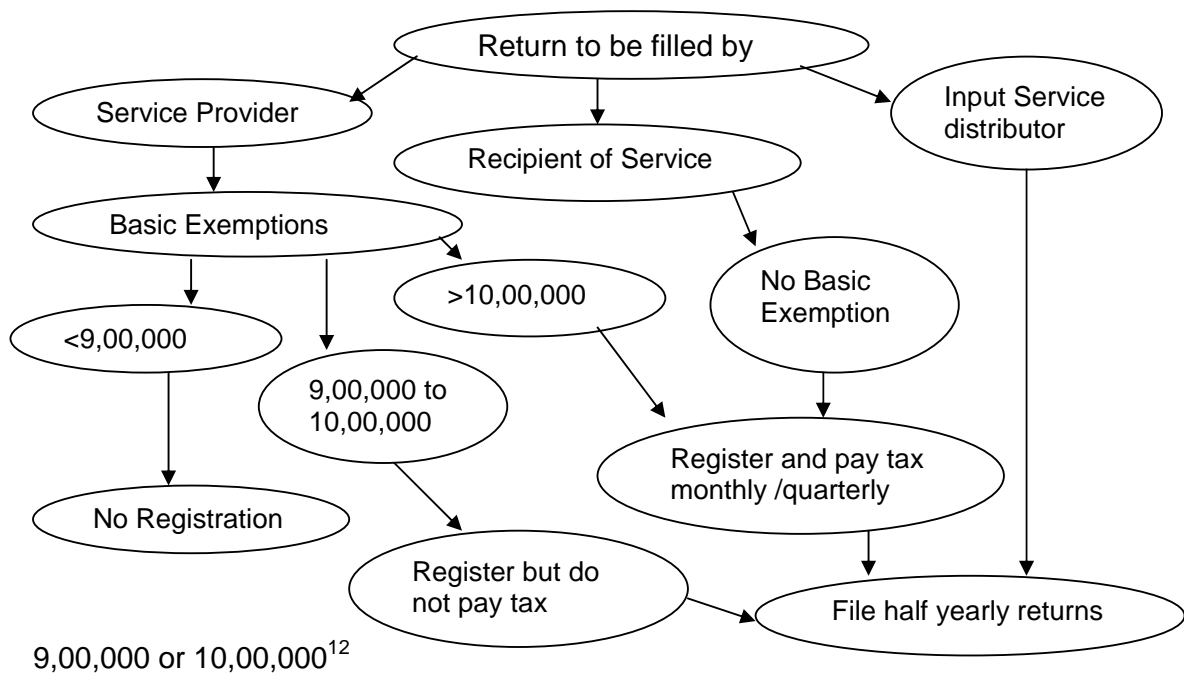 Return to be filled by
Service Provider
Recipient of Service
Input Service
distributor
Basic Exemptions
>10,00,000
No Basic
Exemption
<9,00,000
9,00,000 to
10,00,000
Register and pay tax
monthly /quarterly
No Registration
Register but do
not pay tax
File half yearly returns
9,00,000 or 10,00,000¹²